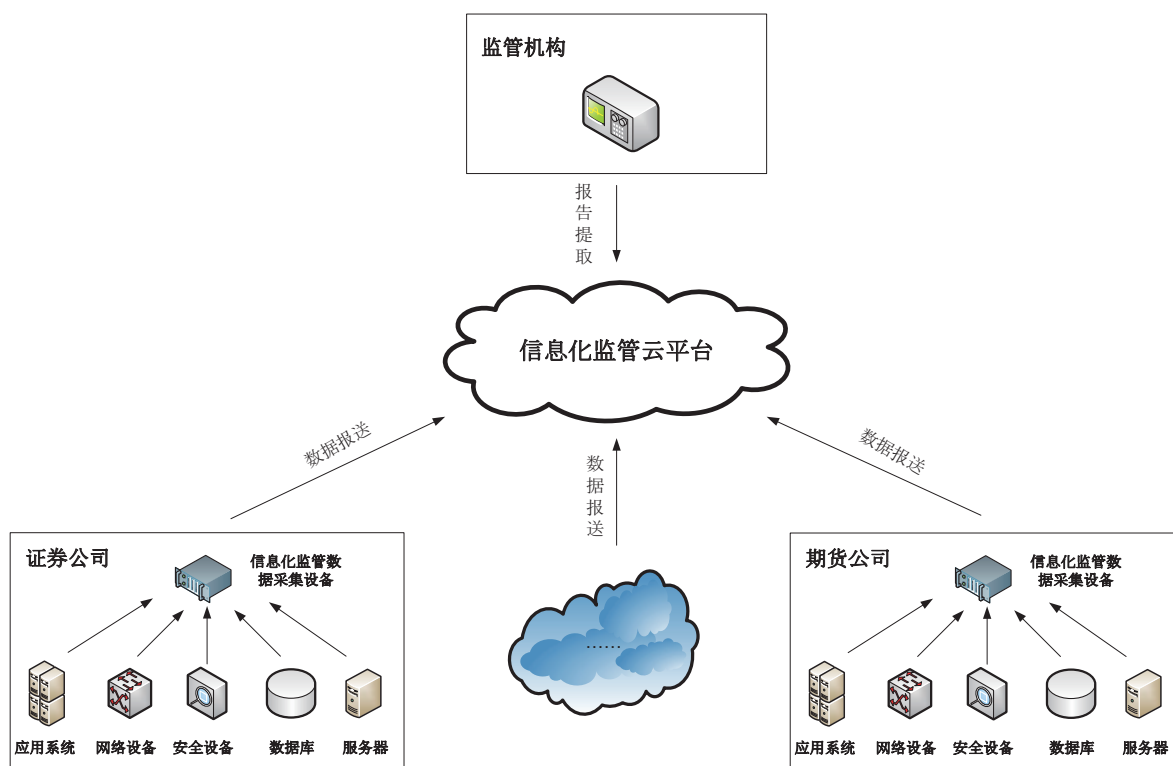 监管机构
报告提取
信息化监管云平台
数据报送
数据报送
数据报送
证券公司
信息化监管数
据采集设备
应用系统
网络设备
安全设备
数据库
服务器
......
期货公司
信息化监管数
据采集设备
应用系统
网络设备
安全设备
数据库
服务器